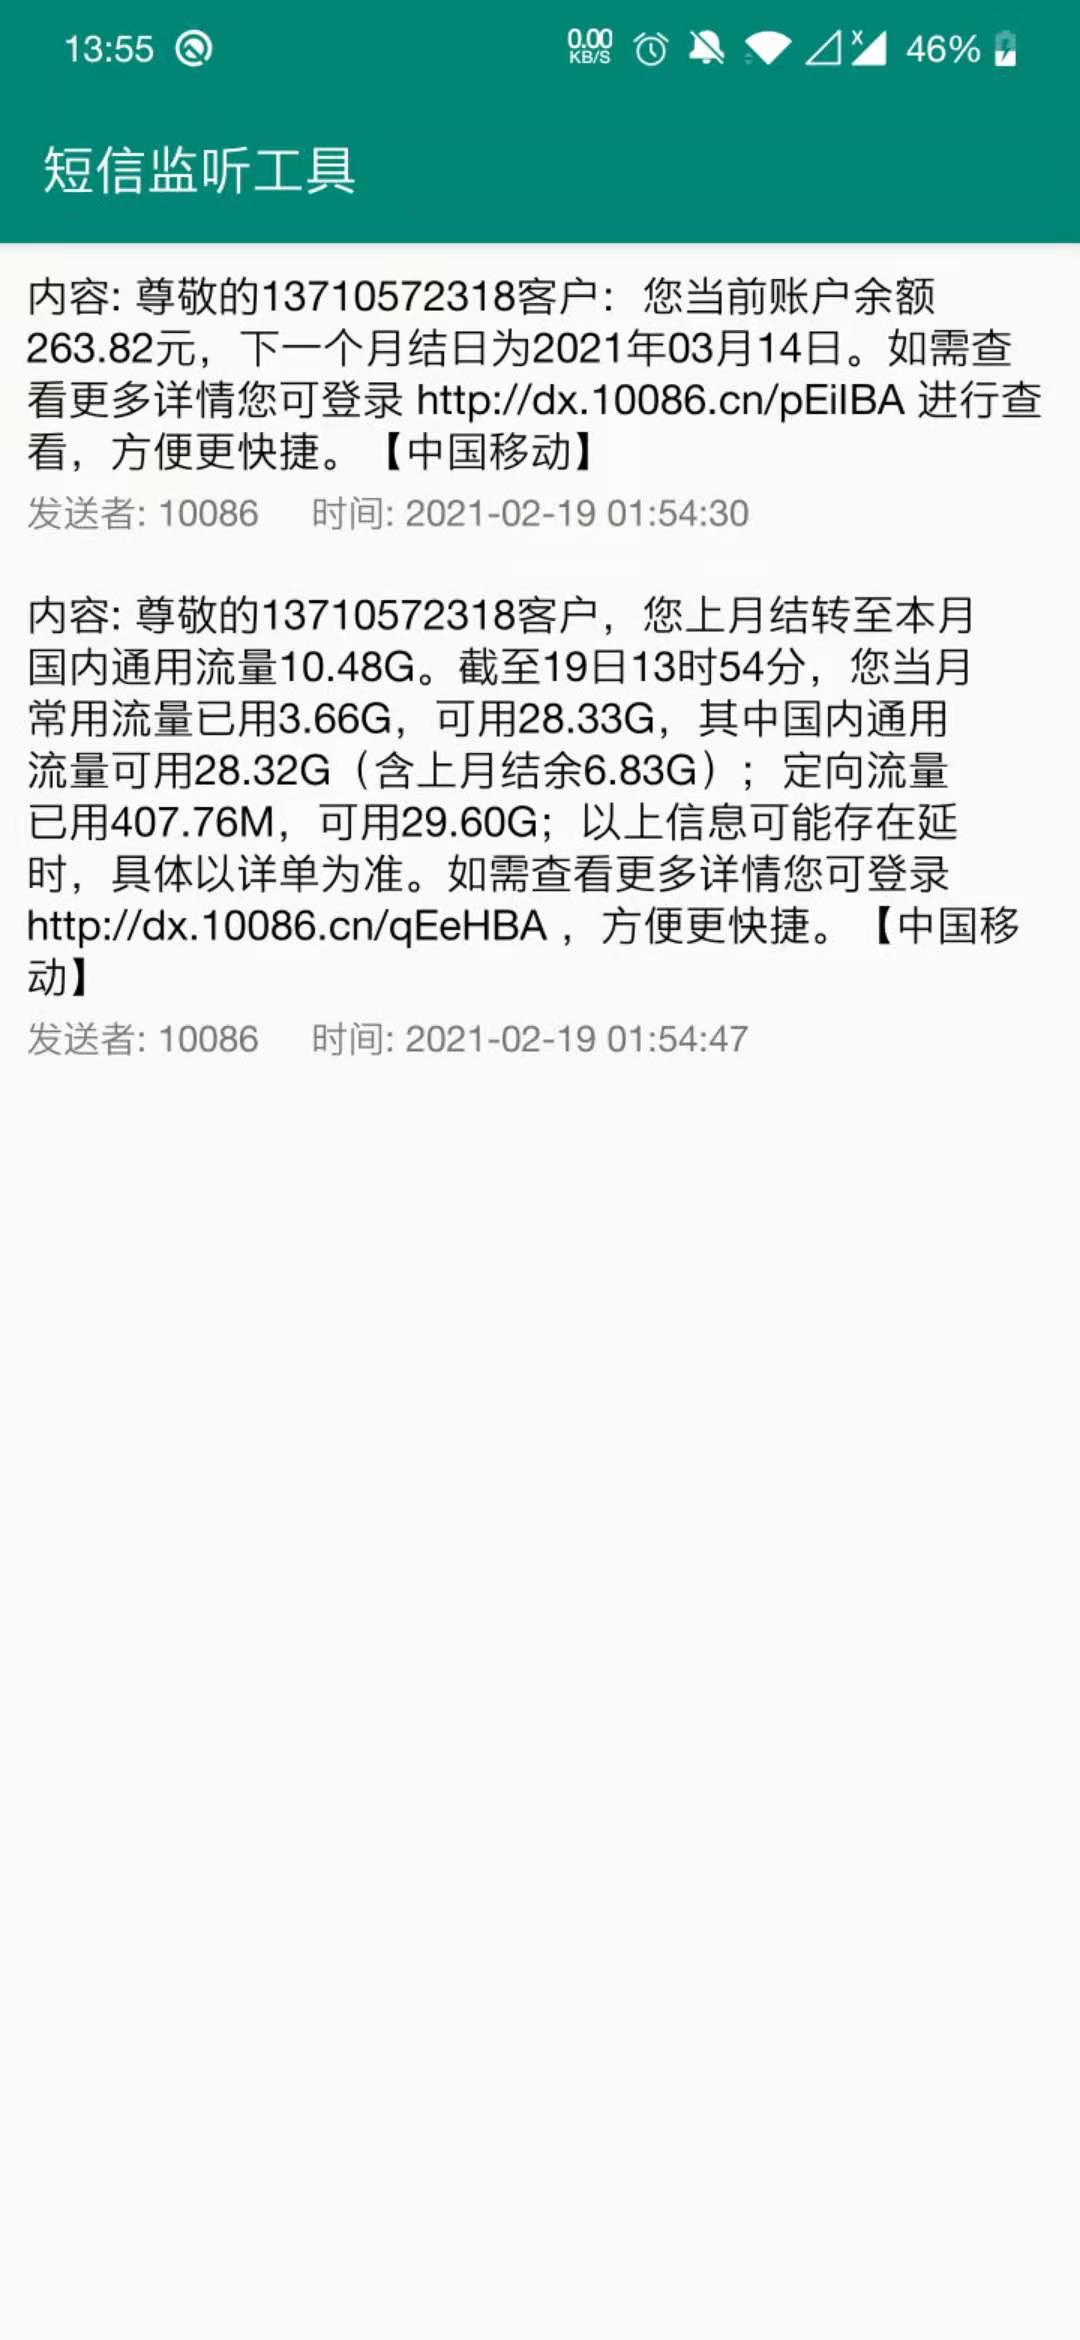 13:55
0.00
KB/S
46%
短信监听工具
内容: 尊敬的13710572318客户：您当前账户余额
263.82元，下一个月结日为2021年03月14日。如需查
看更多详情您可登录 http://dx.10086.cn/pEiIBA 进行查
看，方便更快捷。【中国移动】
发送者: 10086 时间: 2021-02-19 01:54:30
内容: 尊敬的13710572318客户，您上月结转至本月
国内通用流量10.48G。截至19日13时54分，您当月
常用流量已用3.66G，可用28.33G，其中国内通用
流量可用28.32G（含上月结余6.83G）；定向流量
已用407.76M，可用29.60G；以上信息可能存在延
时，具体以详单为准。如需查看更多详情您可登录
http://dx.10086.cn/qEeHBA ，方便更快捷。【中国移
动】
发送者: 10086 时间: 2021-02-19 01:54:47